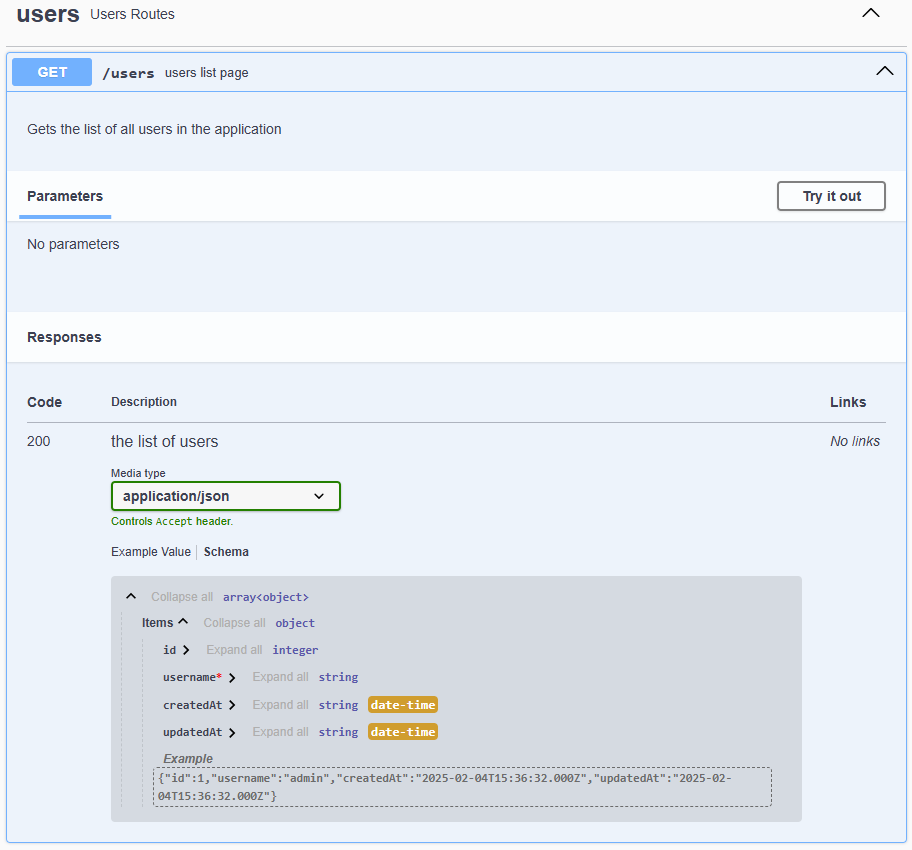 users Users Routes
GET /users users list page
Gets the list of all users in the application
Parameters Try it out
No parameters
Responses
Code Description Links
200 the list of users No links
Media type
application/json
Controls Accept header.
Example Value Schema
Collapse all array<object>
Items Collapse all object
id Expand all integer
username* Expand all string
createdAt Expand all string date-time
updatedAt Expand all string date-time
Example
{"id":1,"username":"admin","createdAt":"2025-02-04T15:36:32.000Z","updatedAt":"2025-02-
04T15:36:32.000Z"}